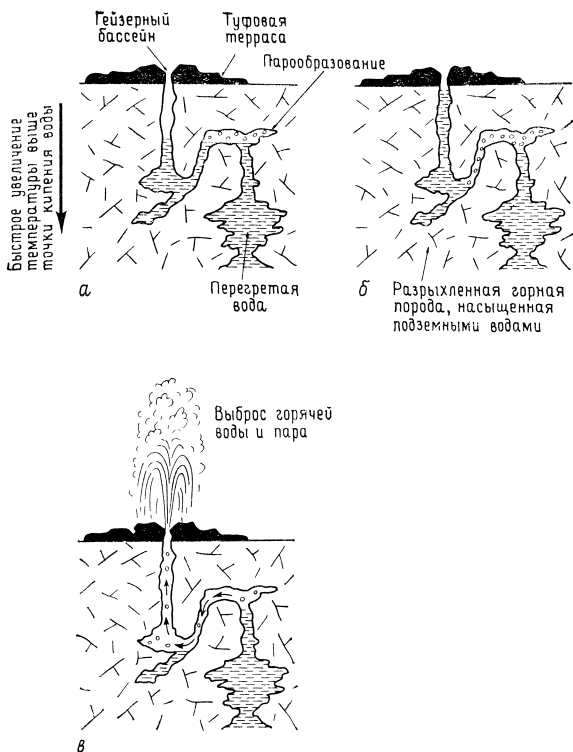 Гейзерный
бассейн
Туфовая
терраса
Парообразование
Быстрое увеличение
температуры выше
точки кипения воды
а
Перегретая
вода
б
Разрыхленная горная
порода, насыщенная
подземными водами
Выброс горячей
воды и пара
в